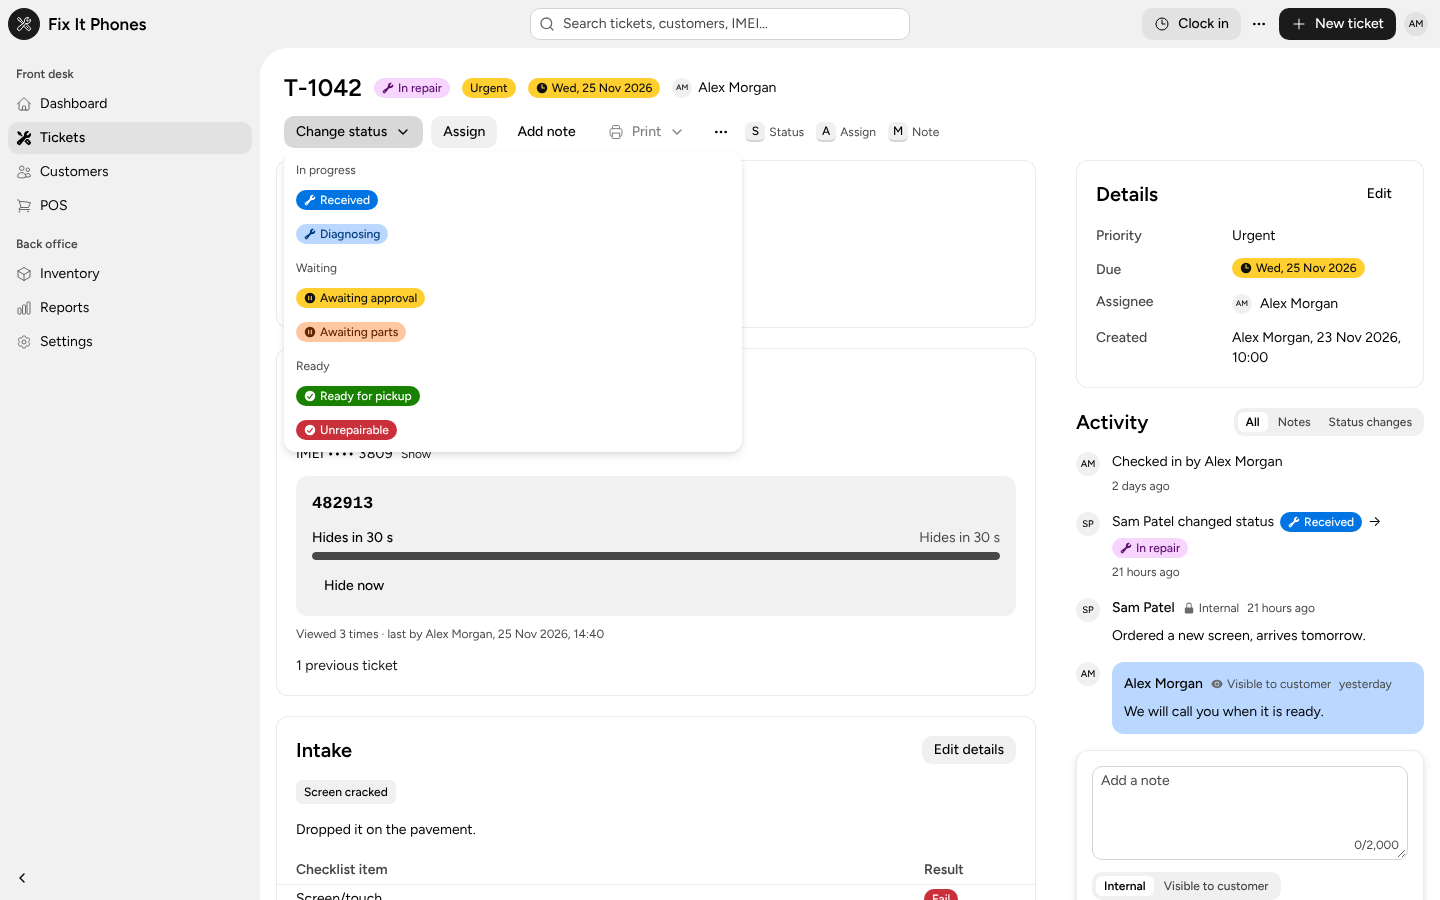 Fix It Phones
Search tickets, customers, IMEI...
Clock in
New ticket
AM
Front desk
Dashboard
Tickets
Customers
POS
Back office
Inventory
Reports
Settings
T-1042
In repair
Urgent
Wed, 25 Nov 2026
AM
Alex Morgan
Change status
Assign
Add note
Print
S Status
A Assign
M Note
In progress
Received
Diagnosing
Waiting
Awaiting approval
Awaiting parts
Ready
Ready for pickup
Unrepairable
IMEI •••• 3809 Show
482913
Hides in 30 s
Hides in 30 s
Hide now
Viewed 3 times · last by Alex Morgan, 25 Nov 2026, 14:40
1 previous ticket
Intake
Edit details
Screen cracked
Dropped it on the pavement.
Checklist item
Result
Screen/touch
Fail
Details
Edit
Priority
Urgent
Due
Wed, 25 Nov 2026
Assignee
AM
Alex Morgan
Created
Alex Morgan, 23 Nov 2026,
10:00
Activity
All
Notes
Status changes
AM
Checked in by Alex Morgan
2 days ago
SP
Sam Patel changed status Received →
In repair
21 hours ago
SP
Sam Patel Internal 21 hours ago
Ordered a new screen, arrives tomorrow.
AM
Alex Morgan Visible to customer yesterday
We will call you when it is ready.
Add a note
0/2,000
Internal
Visible to customer